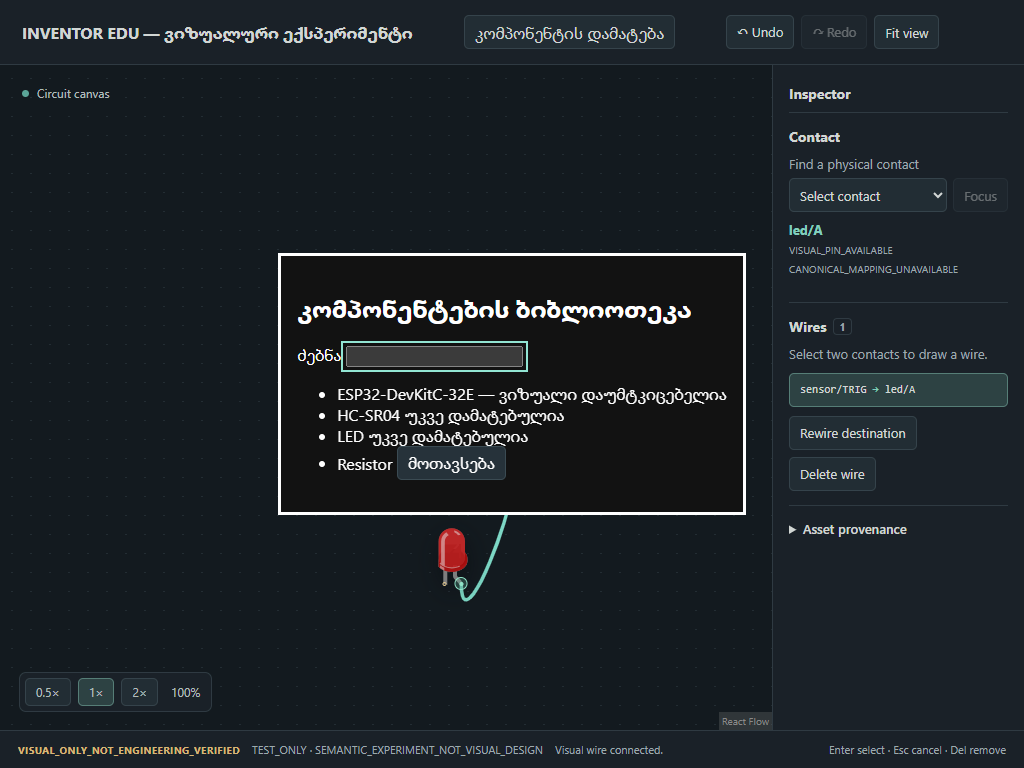 INVENTOR EDU — ვიზუალური ექსპერიმენტი
კომპონენტის დამატება
↶ Undo
↷ Redo
Fit view
Circuit canvas
Inspector
Contact
Find a physical contact
Select contact
Focus
led/A
VISUAL_PIN_AVAILABLE
CANONICAL_MAPPING_UNAVAILABLE
კომპონენტების ბიბლიოთეკა
ძებნა
• ESP32-DevKitC-32E — ვიზუალი დაუმტკიცებელია
• HC-SR04 უკვე დამატებულია
• LED უკვე დამატებულია
• Resistor მოთავსება
Wires 1
Select two contacts to draw a wire.
sensor/TRIG → led/A
Rewire destination
Delete wire
▶ Asset provenance
0.5× 1× 2× 100%
React Flow
VISUAL_ONLY_NOT_ENGINEERING_VERIFIED TEST_ONLY · SEMANTIC_EXPERIMENT_NOT_VISUAL_DESIGN Visual wire connected. Enter select · Esc cancel · Del remove